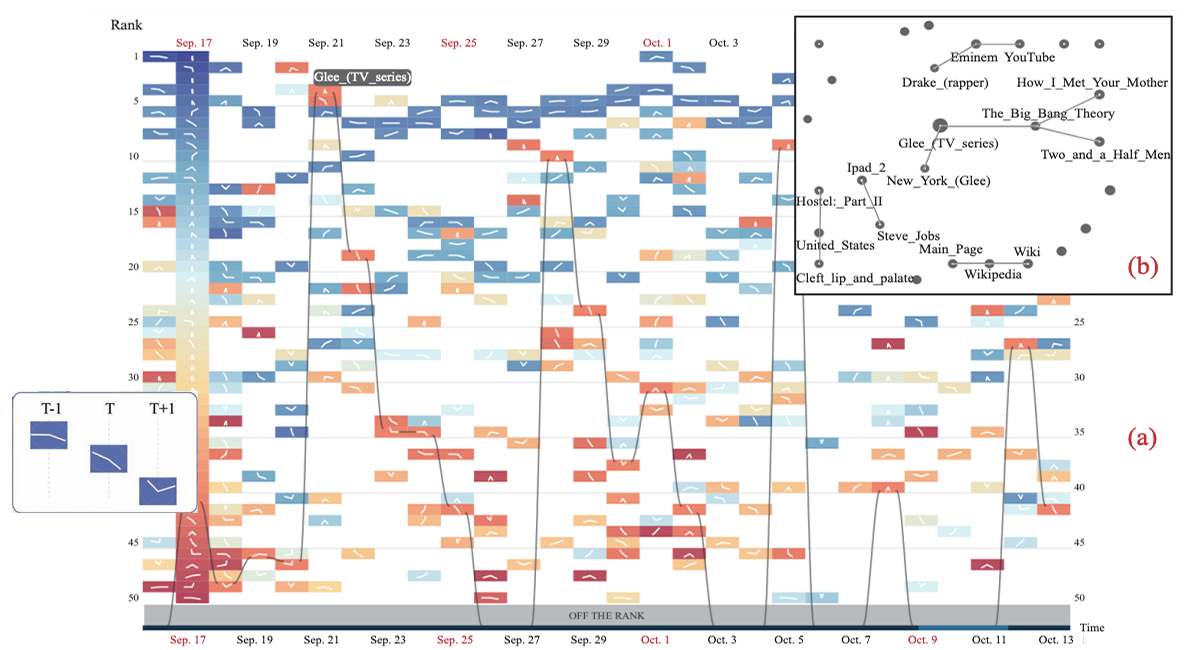 Rank
Sep. 17 Sep. 19 Sep. 21 Sep. 23 Sep. 25 Sep. 27 Sep. 29 Oct. 1 Oct. 3
1
5
10
15
20
25
30
35
40
45
50
Glee_(TV_series)
T-1 T T+1
Eminem YouTube
Drake_(rapper)
How_I_Met_Your_Mother
The_Big_Bang_Theory
Glee_(TV_series)
Two_and_a_Half_Men
Ipad_2
New_York_(Glee)
Hostel:_Part_II
Steve_Jobs
United_States
Main_Page
Wiki
Wikipedia
Cleft_lip_and_palate
(b)
25
30
35
40
45
50
(a)
OFF THE RANK
Time
Sep. 17 Sep. 19 Sep. 21 Sep. 23 Sep. 25 Sep. 27 Sep. 29 Oct. 1 Oct. 3 Oct. 5 Oct. 7 Oct. 9 Oct. 11 Oct. 13